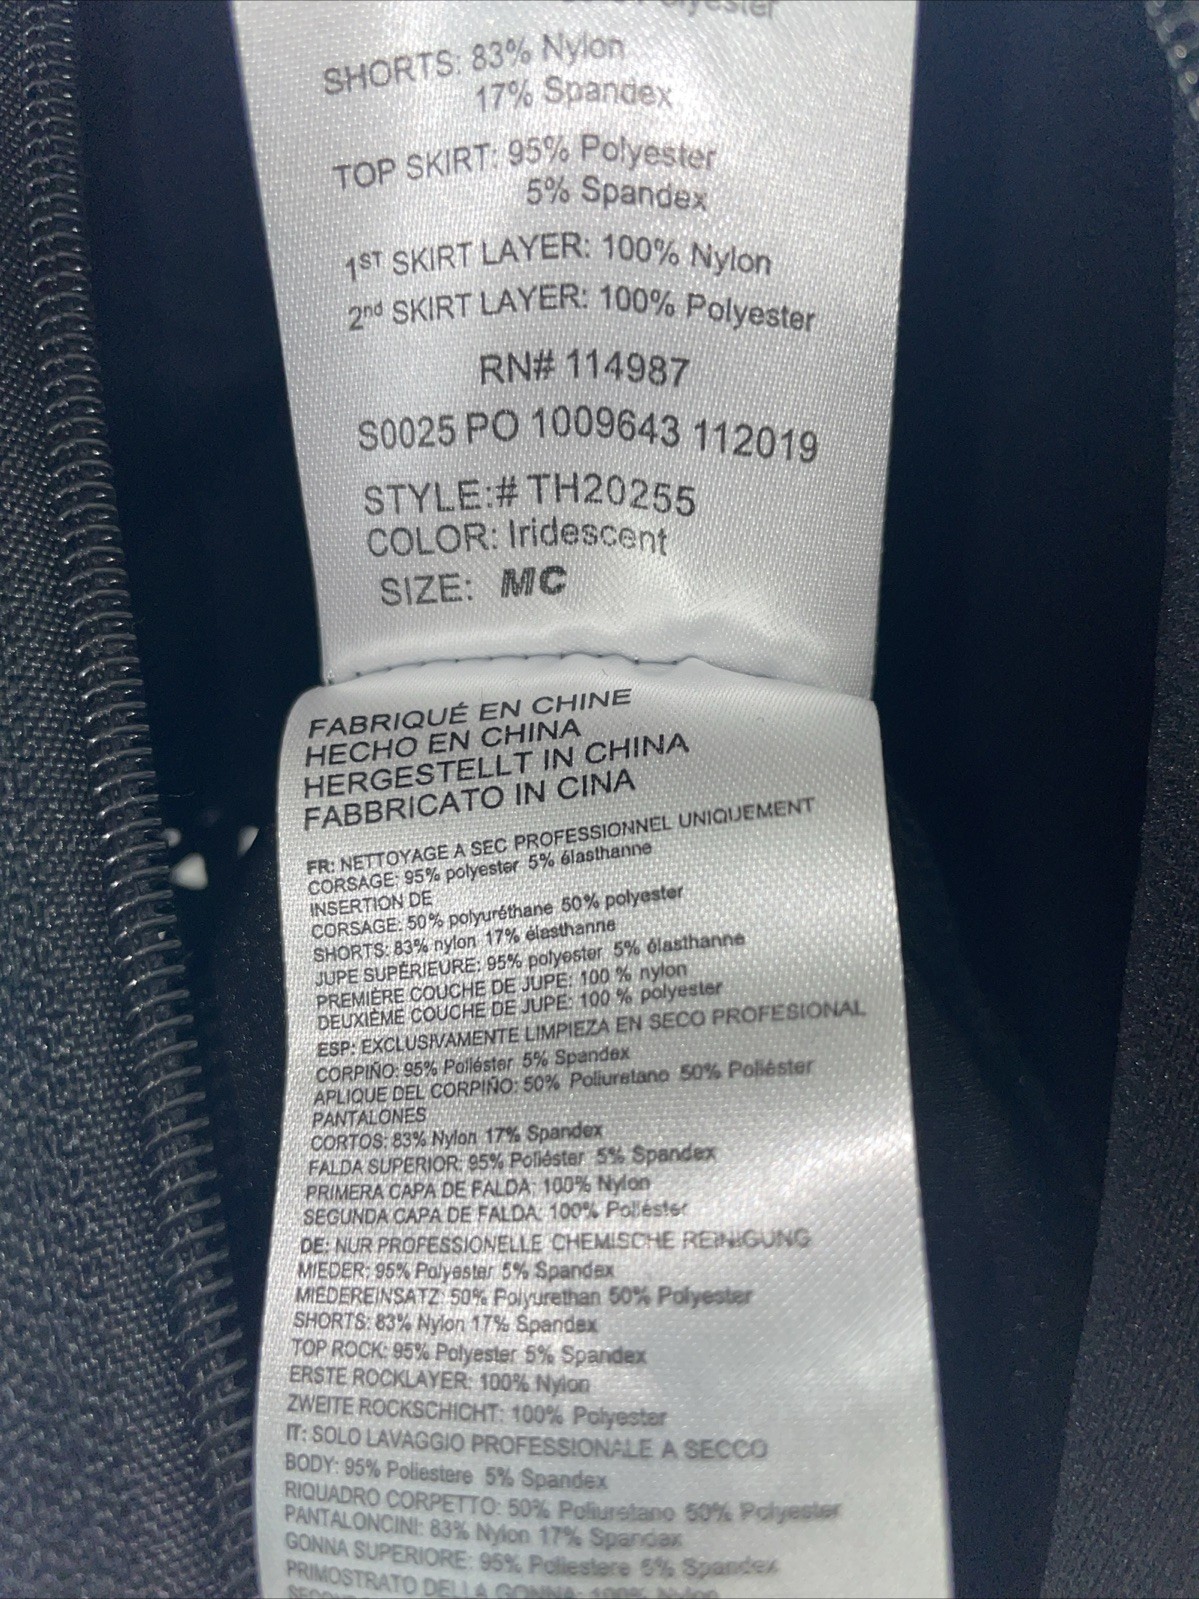 Polyester
SHORTS: 83% Nylon
17% Spandex
TOP SKIRT: 95% Polyester
5% Spandex
1ST SKIRT LAYER: 100% Nylon
2nd SKIRT LAYER: 100% Polyester
RN# 114987
S0025 PO 1009643 112019
STYLE:# TH20255
COLOR: Iridescent
SIZE: MC
FABRIQUÉ EN CHINE
HECHO EN CHINA
HERGESTELLT IN CHINA
FABBRICATO IN CINA
FR: NETTOYAGE A SEC PROFESSIONNEL UNIQUEMENT
CORSAGE: 95% polyester 5% élasthanne
INSERTION DE
CORSAGE: 50% polyuréthane 50% polyester
SHORTS: 83% nylon 17% élasthanne
JUPE SUPÉRIEURE: 95% polyester 5% élasthanne
PREMIÈRE COUCHE DE JUPE: 100 % nylon
DEUXIÈME COUCHE DE JUPE: 100 % polyester
ESP: EXCLUSIVAMENTE LIMPIEZA EN SECO PROFESIONAL
CORPIÑO: 95% Poliéster 5% Spandex
APLIQUE DEL CORPIÑO: 50% Poliuretano 50% Poliéster
PANTALONES
CORTOS: 83% Nylon 17% Spandex
FALDA SUPERIOR: 95% Poliéster 5% Spandex
PRIMERA CAPA DE FALDA: 100% Nylon
SEGUNDA CAPA DE FALDA: 100% Poliéster
DE: NUR PROFESSIONELLE CHEMISCHE REINIGUNG
MIEDER: 95% Polyester 5% Spandex
MIEDEREINSATZ: 50% Polyurethan 50% Polyester
SHORTS: 83% Nylon 17% Spandex
TOP ROCK: 95% Polyester 5% Spandex
ERSTE ROCKLAYER: 100% Nylon
ZWEITE ROCKSCHICHT: 100% Polyester
IT: SOLO LAVAGGIO PROFESSIONALE A SECCO
BODY: 95% Poliestere 5% Spandex
RIQUADRO CORPETTO: 50% Poliuretano 50% Polyester
PANTALONCINI: 83% Nylon 17% Spandex
GONNA SUPERIORE: 95% Poliestere 5% Spandex
PRIMOSTRATO DELLA GONNA: 100% Nylon